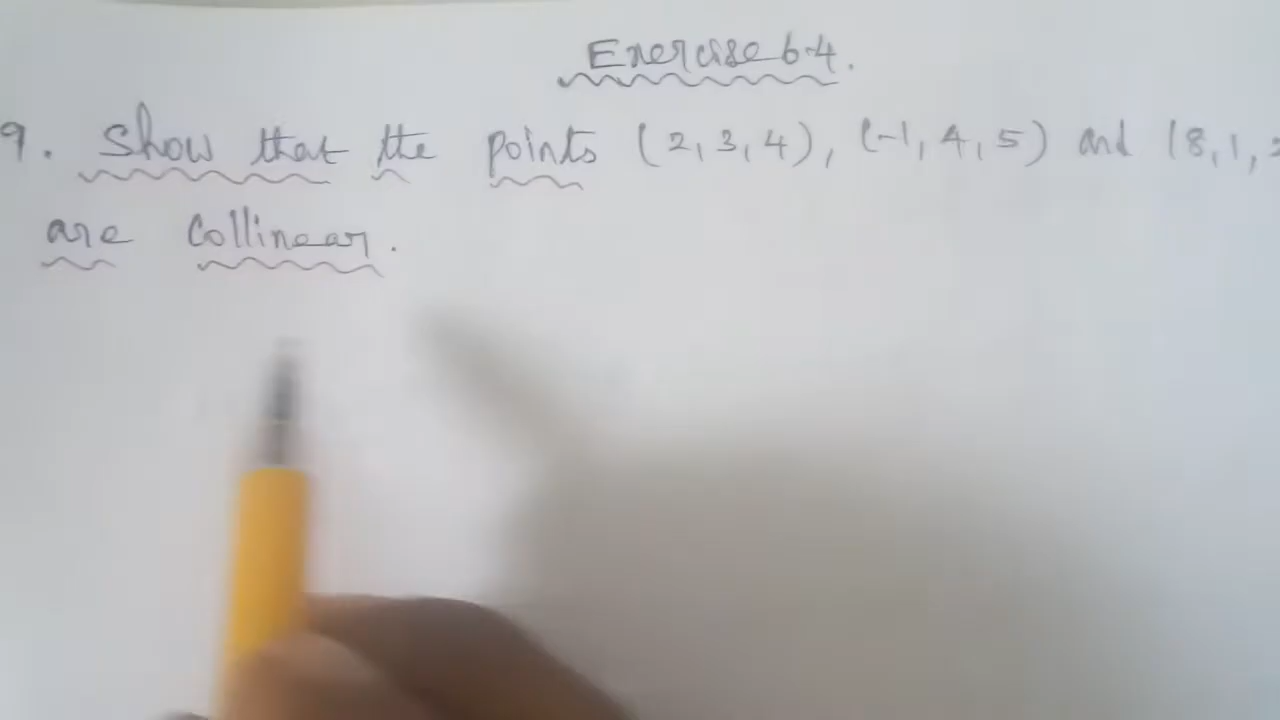 Exercise 6.4.
9. Show that the points (2, 3, 4), (-1, 4, 5) and (8, 1,
are Collinear.